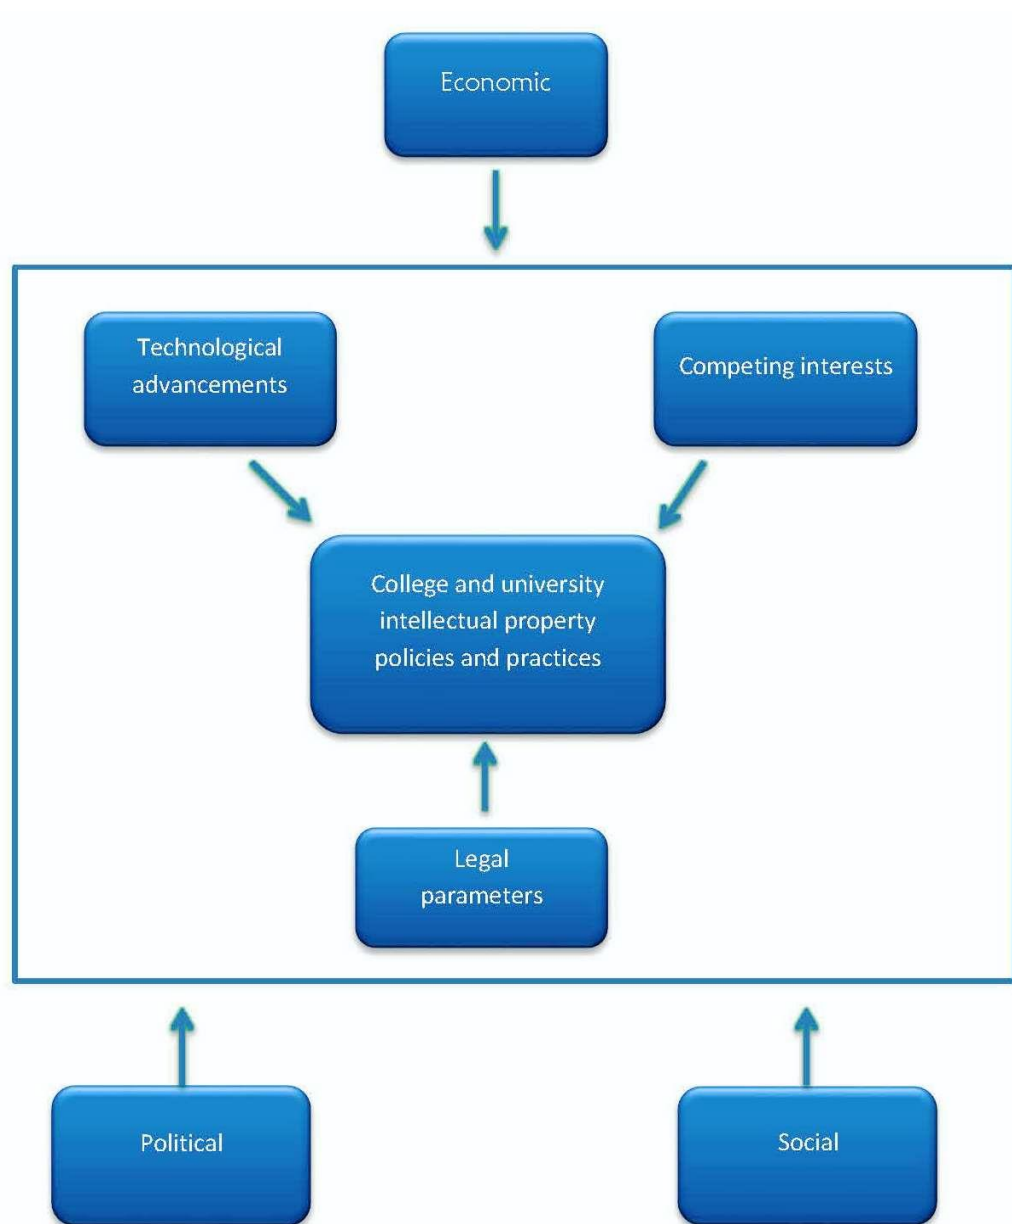 Economic
Technological
advancements
Competing interests
College and university
intellectual property
policies and practices
Legal
parameters
Political
Social